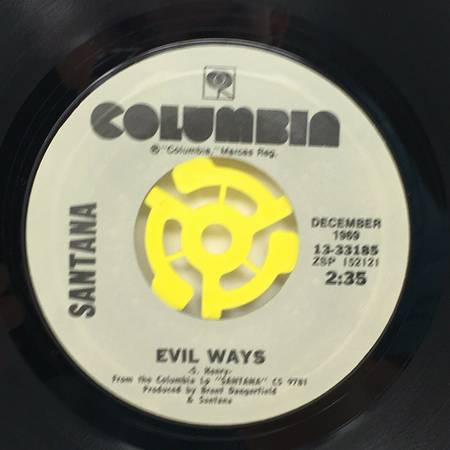 COLUMBIA
® "Columbia," Marcas Reg.
SANTANA
DECEMBER
1969
13-33185
ZSP 152121
2:35
EVIL WAYS
-S. Henry-
From the Columbia Lp "SANTANA" CS 9781
Produced by Brent Dangerfield
& Santana